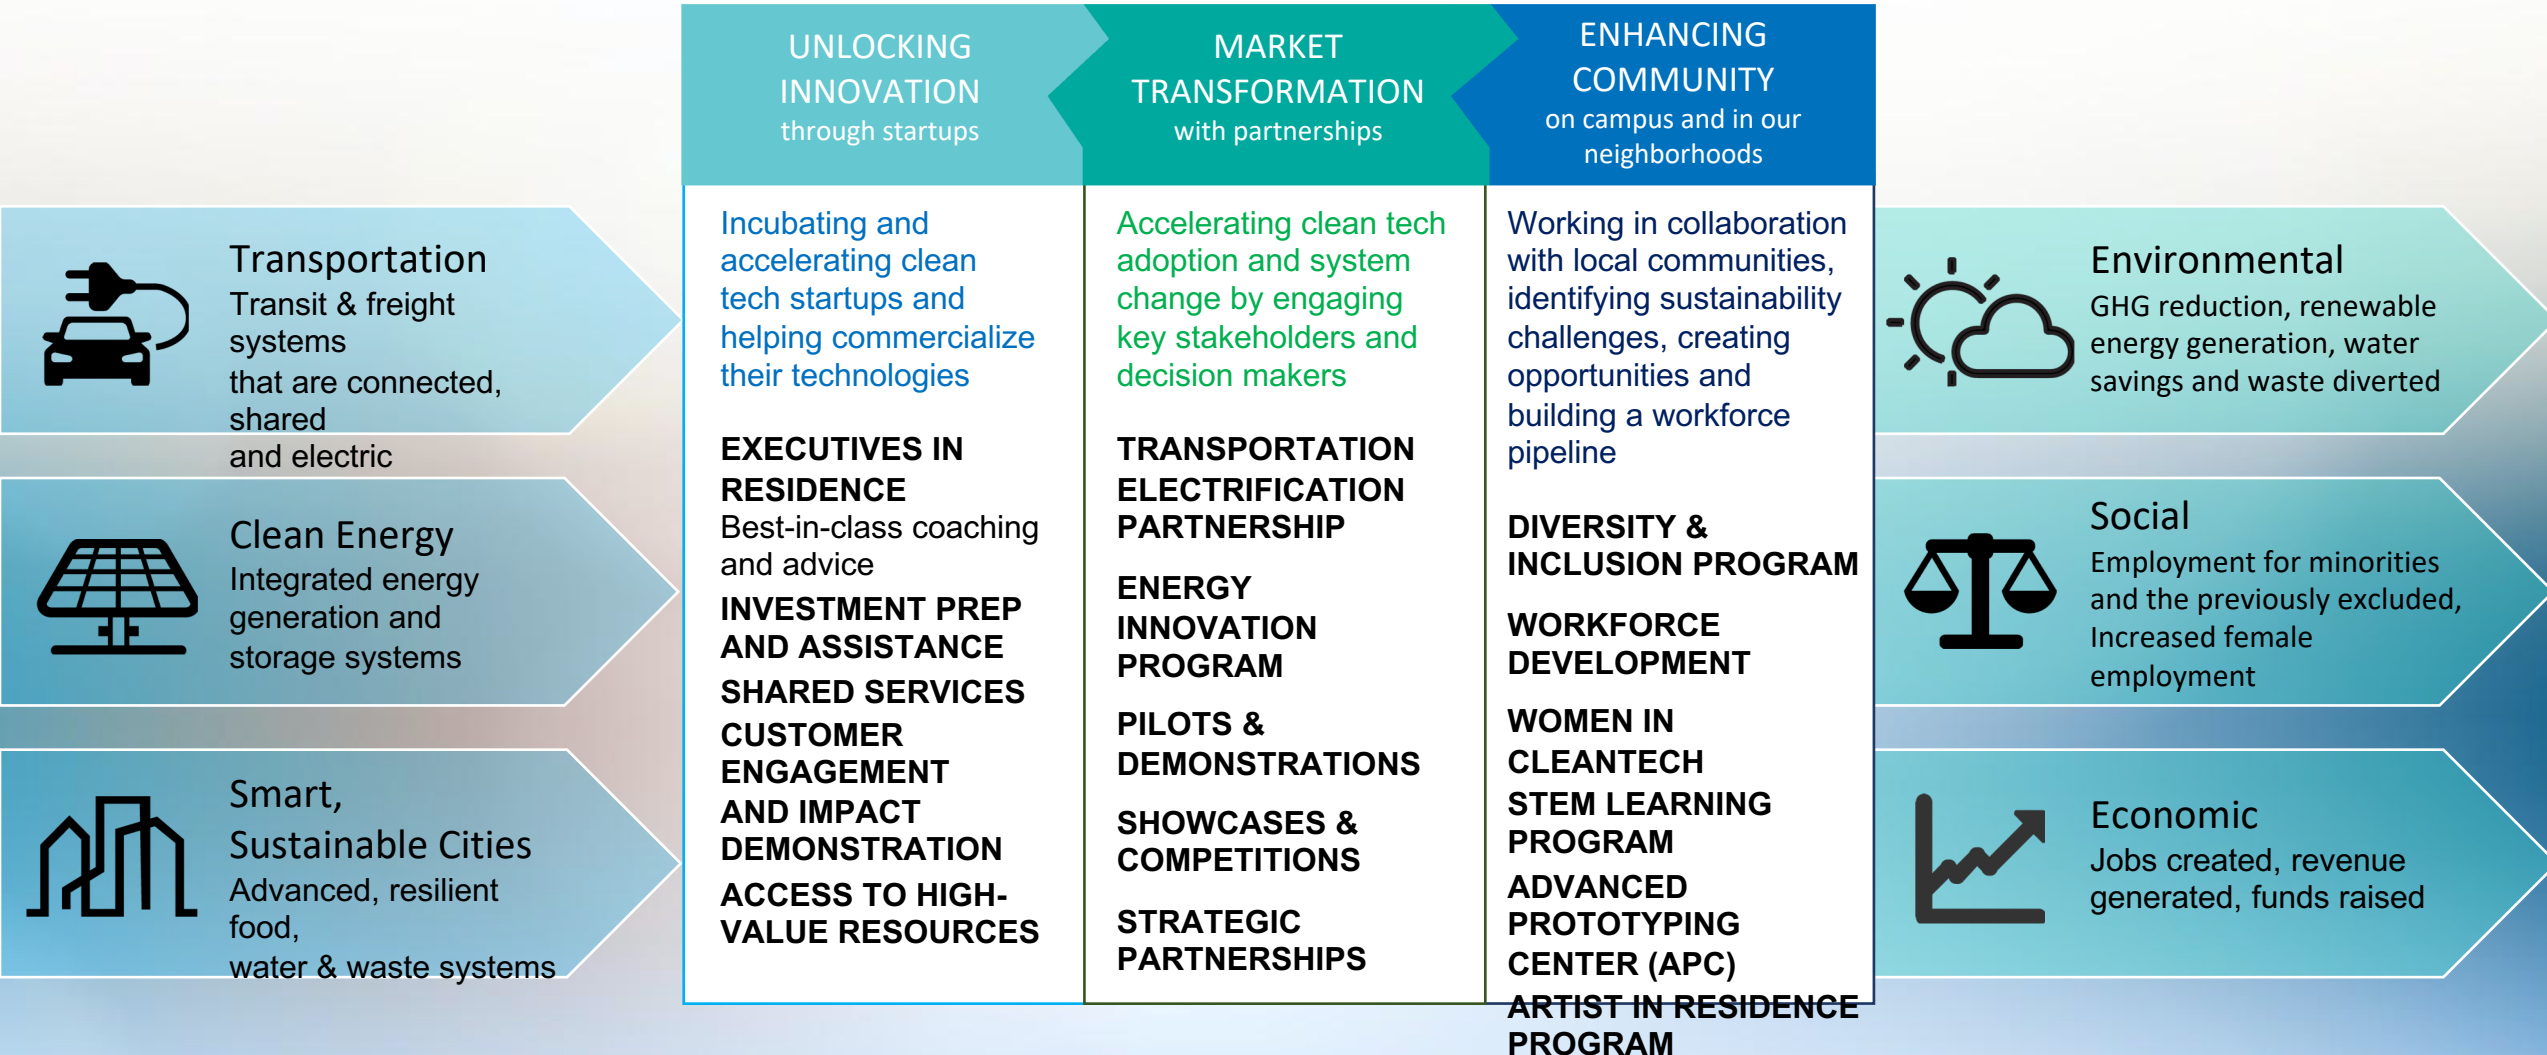 UNLOCKING
INNOVATION
through startups
MARKET
TRANSFORMATION
with partnerships
ENHANCING
COMMUNITY
on campus and in our
neighborhoods
Transportation
Transit & freight
systems
that are connected,
shared
and electric
Clean Energy
Integrated energy
generation and
storage systems
Smart,
Sustainable Cities
Advanced, resilient
food,
water & waste systems
Incubating and
accelerating clean
tech startups and
helping commercialize
their technologies
EXECUTIVES IN
RESIDENCE
Best-in-class coaching
and advice
INVESTMENT PREP
AND ASSISTANCE
SHARED SERVICES
CUSTOMER
ENGAGEMENT
AND IMPACT
DEMONSTRATION
ACCESS TO HIGH-
VALUE RESOURCES
Accelerating clean tech
adoption and system
change by engaging
key stakeholders and
decision makers
TRANSPORTATION
ELECTRIFICATION
PARTNERSHIP
ENERGY
INNOVATION
PROGRAM
PILOTS &
DEMONSTRATIONS
SHOWCASES &
COMPETITIONS
STRATEGIC
PARTNERSHIPS
Working in collaboration
with local communities,
identifying sustainability
challenges, creating
opportunities and
building a workforce
pipeline
DIVERSITY &
INCLUSION PROGRAM
WORKFORCE
DEVELOPMENT
WOMEN IN
CLEANTECH
STEM LEARNING
PROGRAM
ADVANCED
PROTOTYPING
CENTER (APC)
ARTIST IN RESIDENCE
PROGRAM
Environmental
GHG reduction, renewable
energy generation, water
savings and waste diverted
Social
Employment for minorities
and the previously excluded,
Increased female
employment
Economic
Jobs created, revenue
generated, funds raised